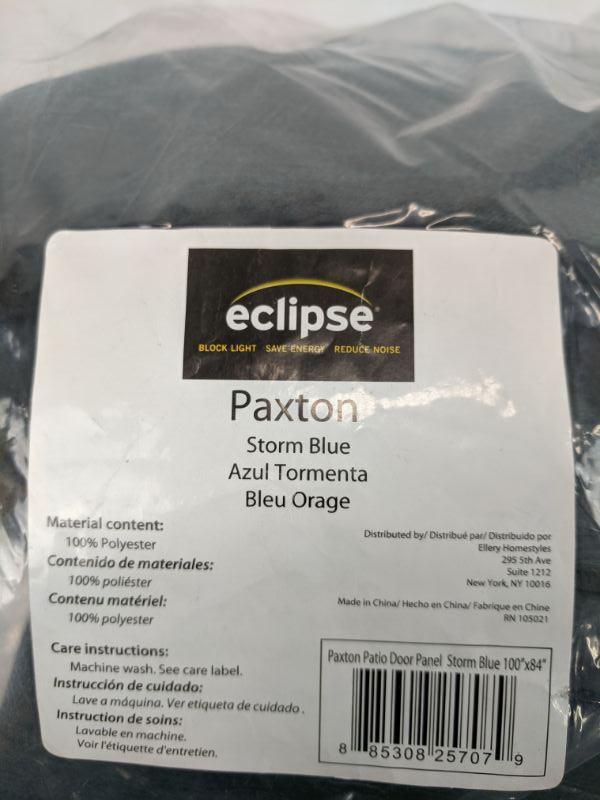 eclipse
BLOCK LIGHT SAVE ENERGY REDUCE NOISE
Paxton
Storm Blue
Azul Tormenta
Bleu Orage
Material content:
100% Polyester
Contenido de materiales:
100% poliéster
Contenu matériel:
100% polyester
Distributed by/ Distribué par/ Distribuido por
Ellery Homestyles
295 5th Ave
Suite 1212
New York, NY 10016
Made in China/ Hecho en China/ Fabrique en Chine
RN 105021
Care instructions:
Machine wash. See care label.
Instrucción de cuidado:
Lave a máquina. Ver etiqueta de cuidado.
Instruction de soins:
Lavable en machine.
Voir l'étiquette d'entretien.
Paxton Patio Door Panel Storm Blue 100"x84"
8 85308 25707 9